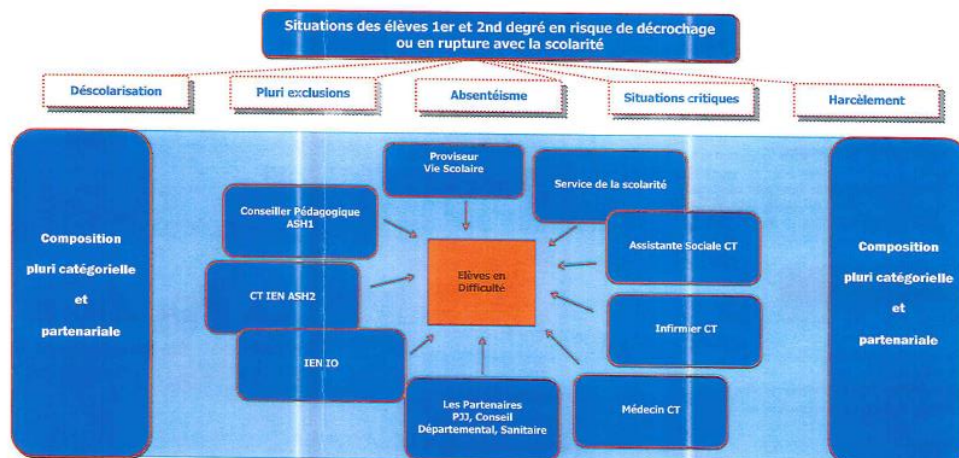 Situations des élèves 1er et 2nd degré en risque de décrochage
ou en rupture avec la scolarité
Déscolarisation
Pluri exclusions
Absentéisme
Situations critiques
Harcèlement
Composition
pluri catégorielle
et
partenariale
Proviseur
Vie Scolaire
Service de la scolarité
Conseiller Pédagogique
ASH1
Assistante Sociale CT
Elèves en
Difficulté
CT IEN ASH2
Infirmier CT
IEN IO
Les Partenaires
PJJ, Conseil
Départemental, Sanitaire
Médecin CT
Composition
pluri catégorielle
et
partenariale